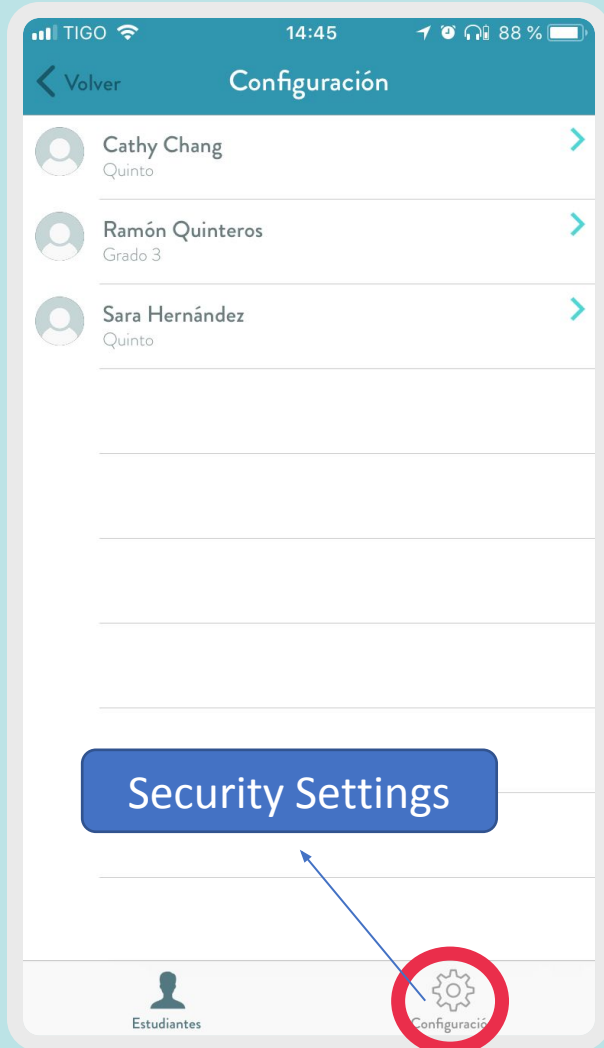 TIGO 14:45 88 %
Volver Configuración
Cathy Chang
Quinto
Ramón Quinteros
Grado 3
Sara Hernández
Quinto
Security Settings
Estudiantes Configuració